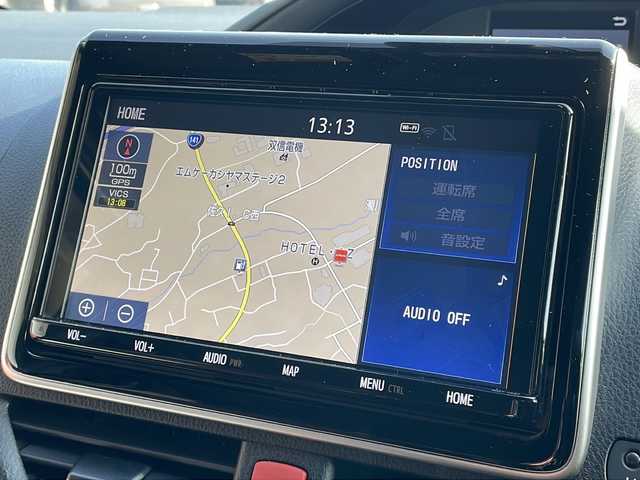 HOME
13:13
Wi-Fi
141
双信電機
N
100m
GPS
VICS
13:08
エムケーカシヤマステージ2
HOTEL・
POSITION
運転席
全席
音設定
AUDIO OFF
VOL−
VOL+
AUDIO PWR
MAP
MENU CTRL
HOME